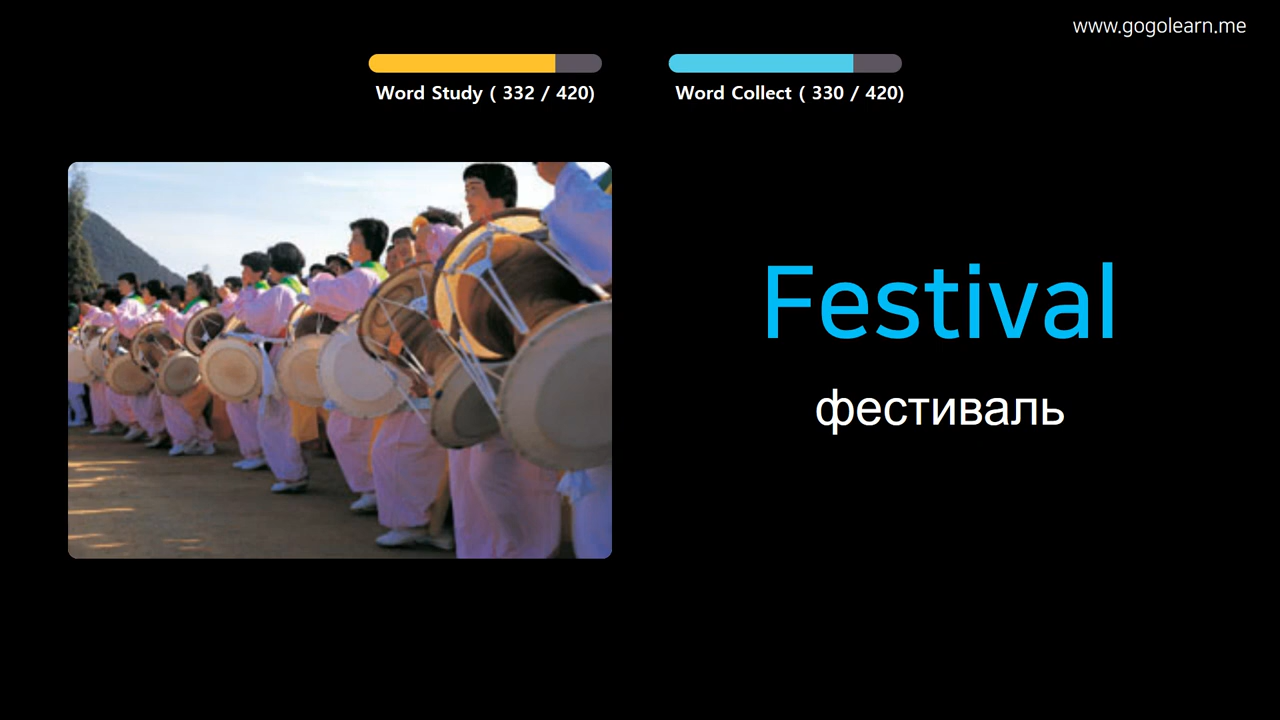 www.gogolearn.me
Word Study ( 332 / 420)
Word Collect ( 330 / 420)
Festival
фестиваль